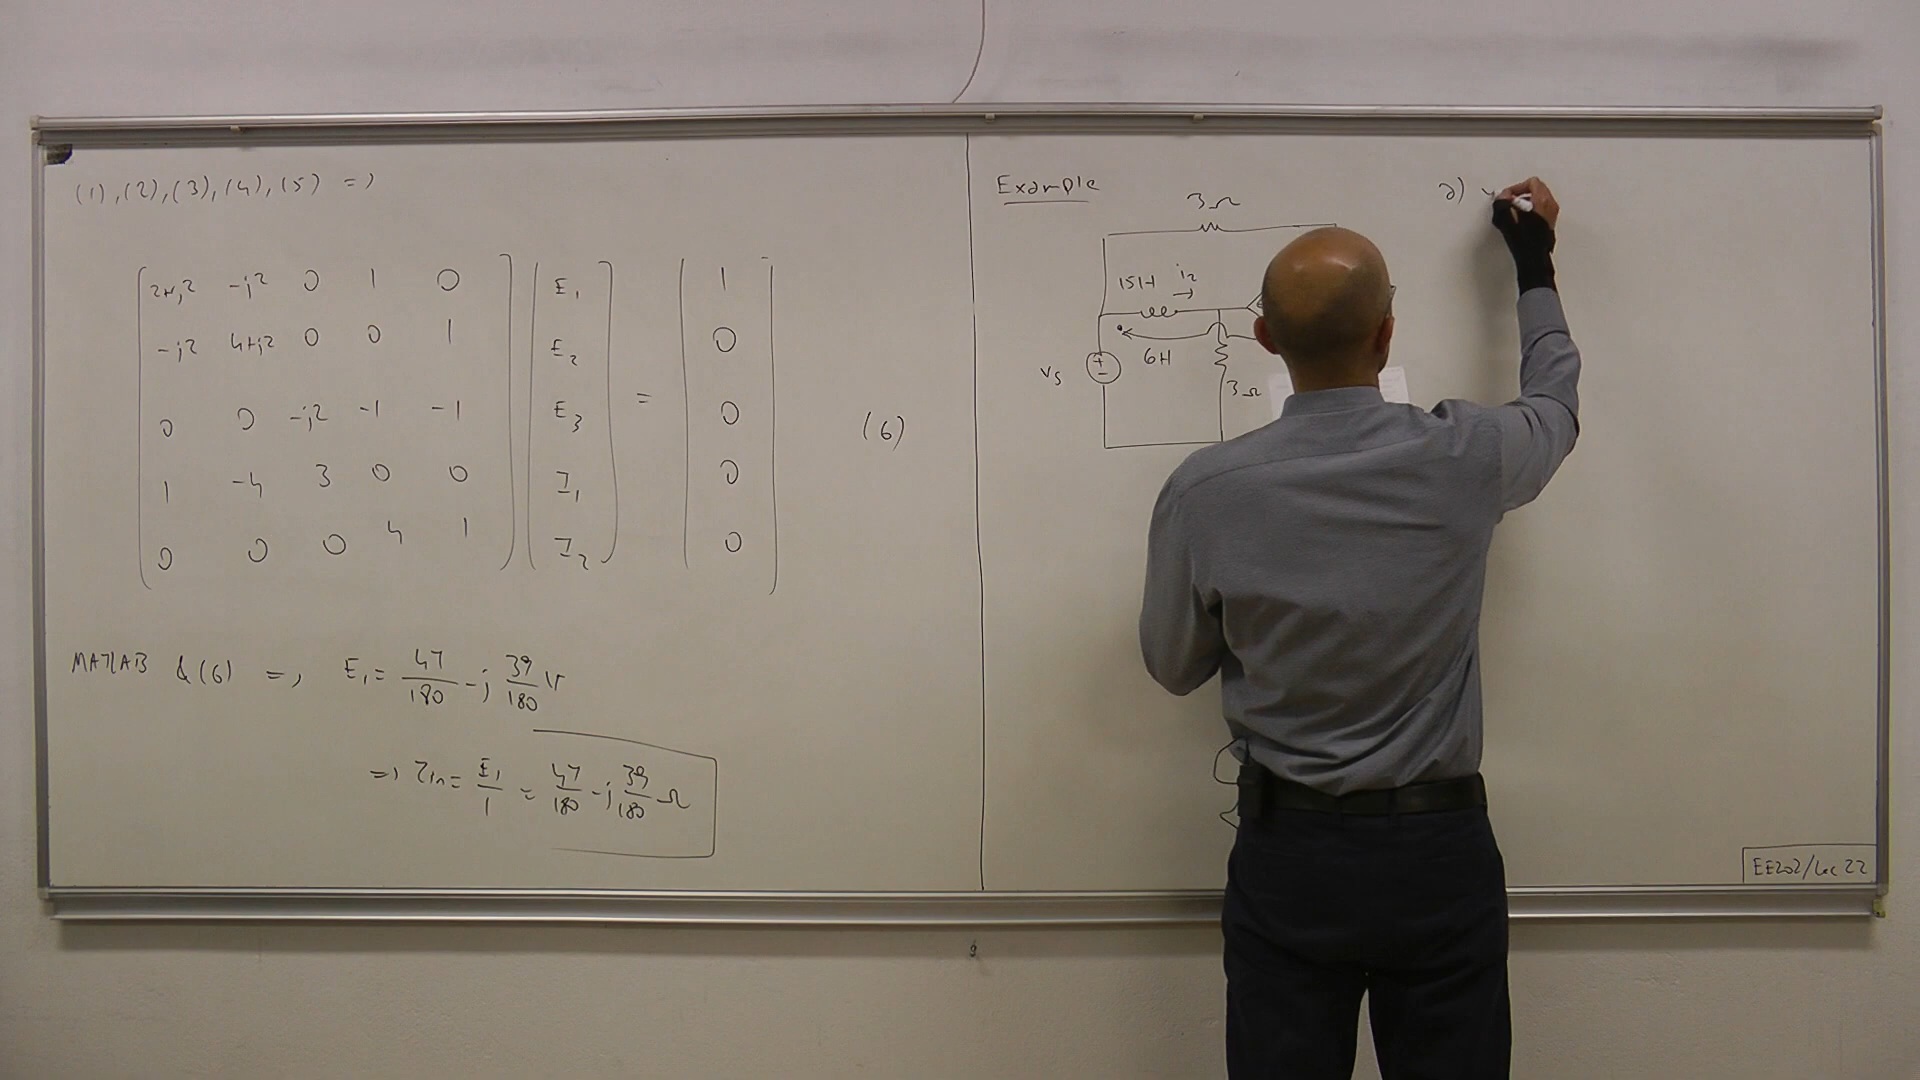 (1), (2), (3), (4), (5) =>
2+j2 -j2 0 1 0 E1 1
-j2 4+j2 0 0 1 E2 0
0 0 -j2 -1 -1 E3 = 0 (6)
1 -4 3 0 0 I1 0
0 0 0 4 1 I2 0
MATLAB & (6) => E1 = 47/180 - j 39/180 V
=> Zin = E1/1 = 47/180 - j 39/180 Ω
Example
3Ω
15H i2
6H
vs + -
3Ω
a)
EE202/Lec 22